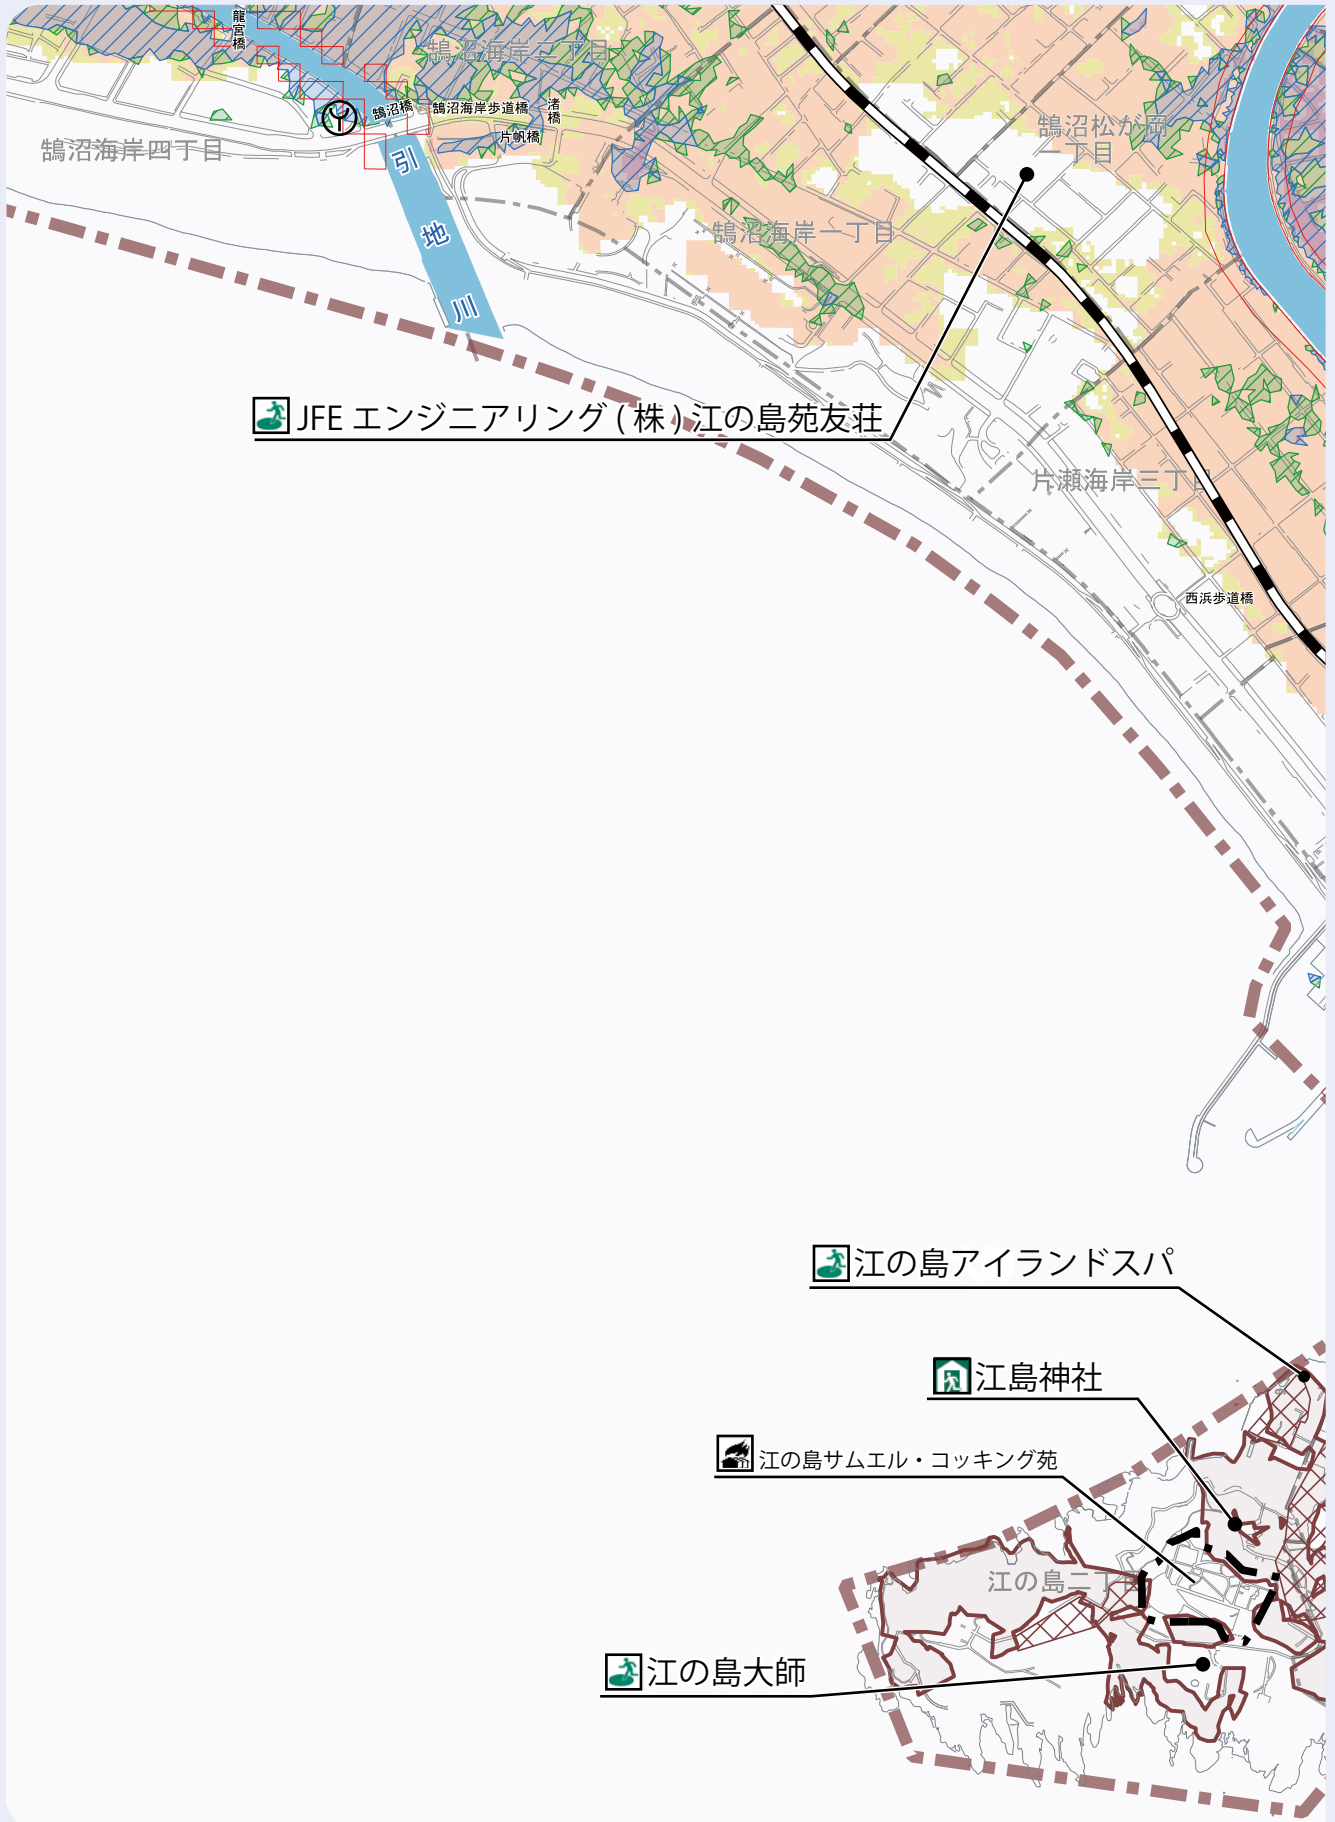 龍宮橋
鵠沼海岸二丁目
鵠沼橋
鵠沼海岸歩道橋
渚橋
片帆橋
鵠沼海岸四丁目
鵠沼松が岡
一丁目
引地川
鵠沼海岸一丁目
JFE エンジニアリング ( 株 ) 江の島苑友荘
片瀬海岸三丁目
西浜歩道橋
江の島アイランドスパ
江島神社
江の島サムエル・コッキング苑
江の島二丁目
江の島大師